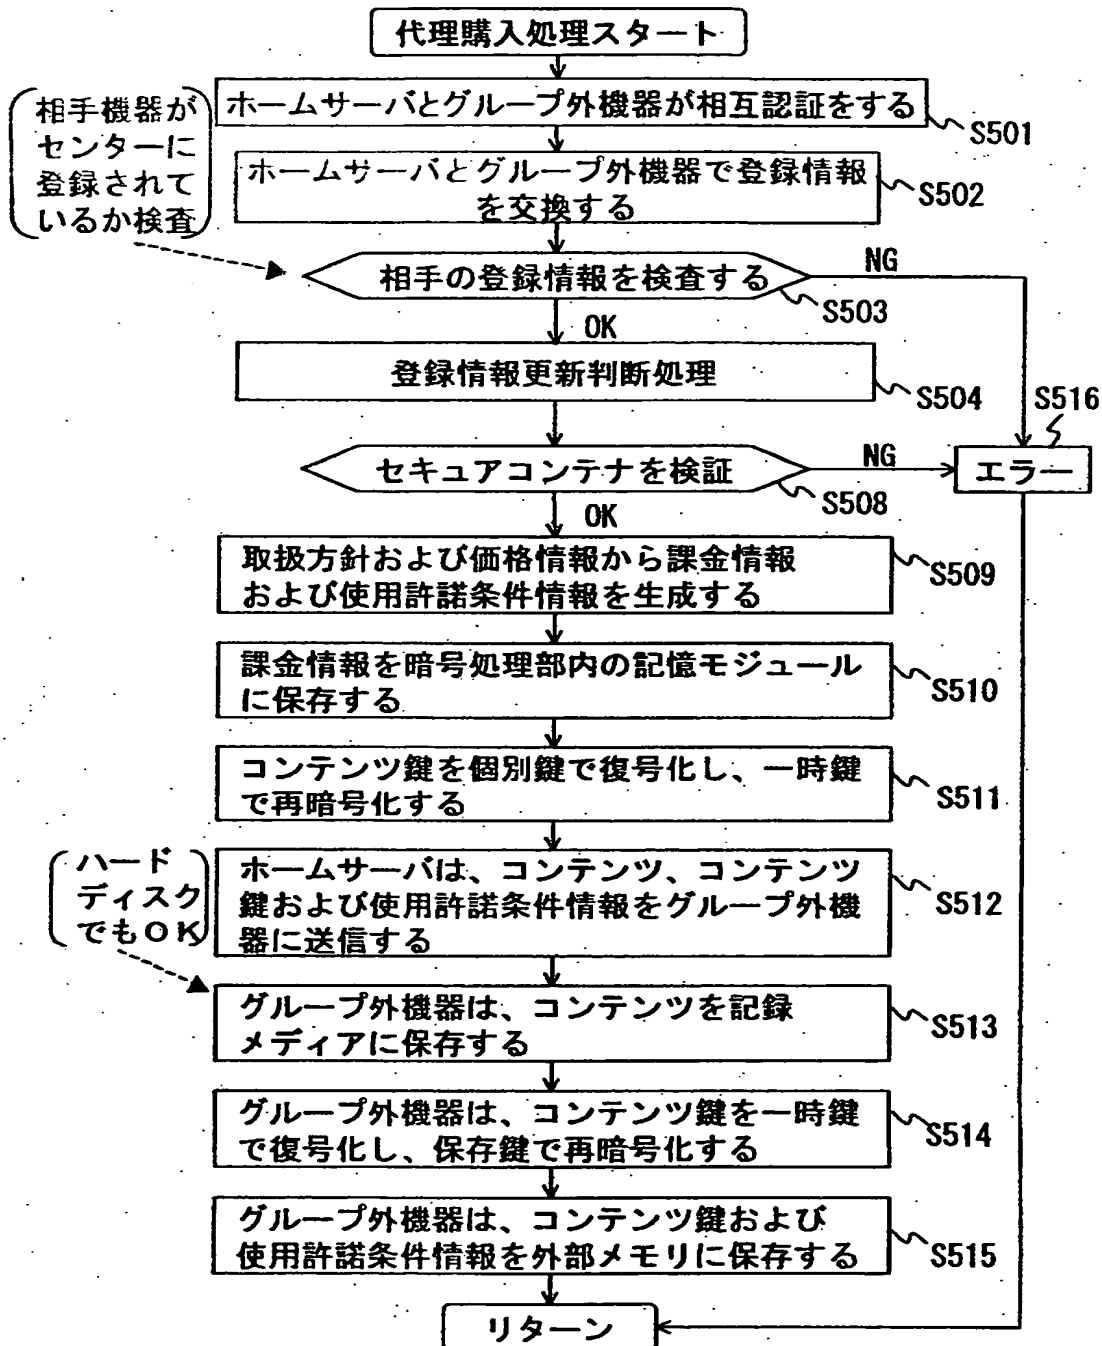 代理購入処理スタート
相手機器が
センターに
登録されて
いるか検査
ホームサーバとグループ外機器が相互認証をする
S501
ホームサーバとグループ外機器で登録情報
を交換する
S502
相手の登録情報を検査する
NG
S503
OK
登録情報更新判断処理
S504
S516
セキュアコンテナを検証
NG
エラー
S508
OK
取扱方針および価格情報から課金情報
および使用許諾条件情報を生成する
S509
課金情報を暗号処理部内の記憶モジュール
に保存する
S510
コンテンツ鍵を個別鍵で復号化し、一時鍵
で再暗号化する
S511
ハード
ディスク
でもOK
ホームサーバは、コンテンツ、コンテンツ
鍵および使用許諾条件情報をグループ外機
器に送信する
S512
グループ外機器は、コンテンツを記録
メディアに保存する
S513
グループ外機器は、コンテンツ鍵を一時鍵
で復号化し、保存鍵で再暗号化する
S514
グループ外機器は、コンテンツ鍵および
使用許諾条件情報を外部メモリに保存する
S515
リターン